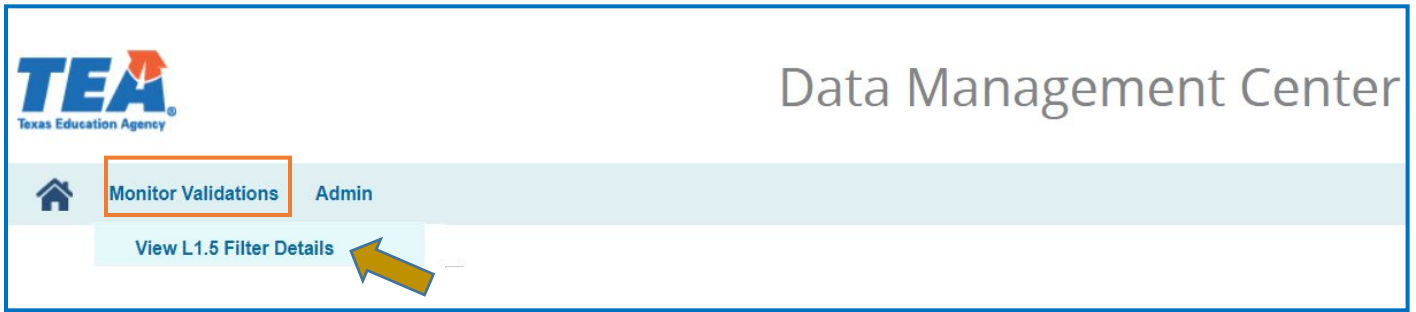 TEA®
Texas Education Agency
Data Management Center
Monitor Validations Admin
View L1.5 Filter Details